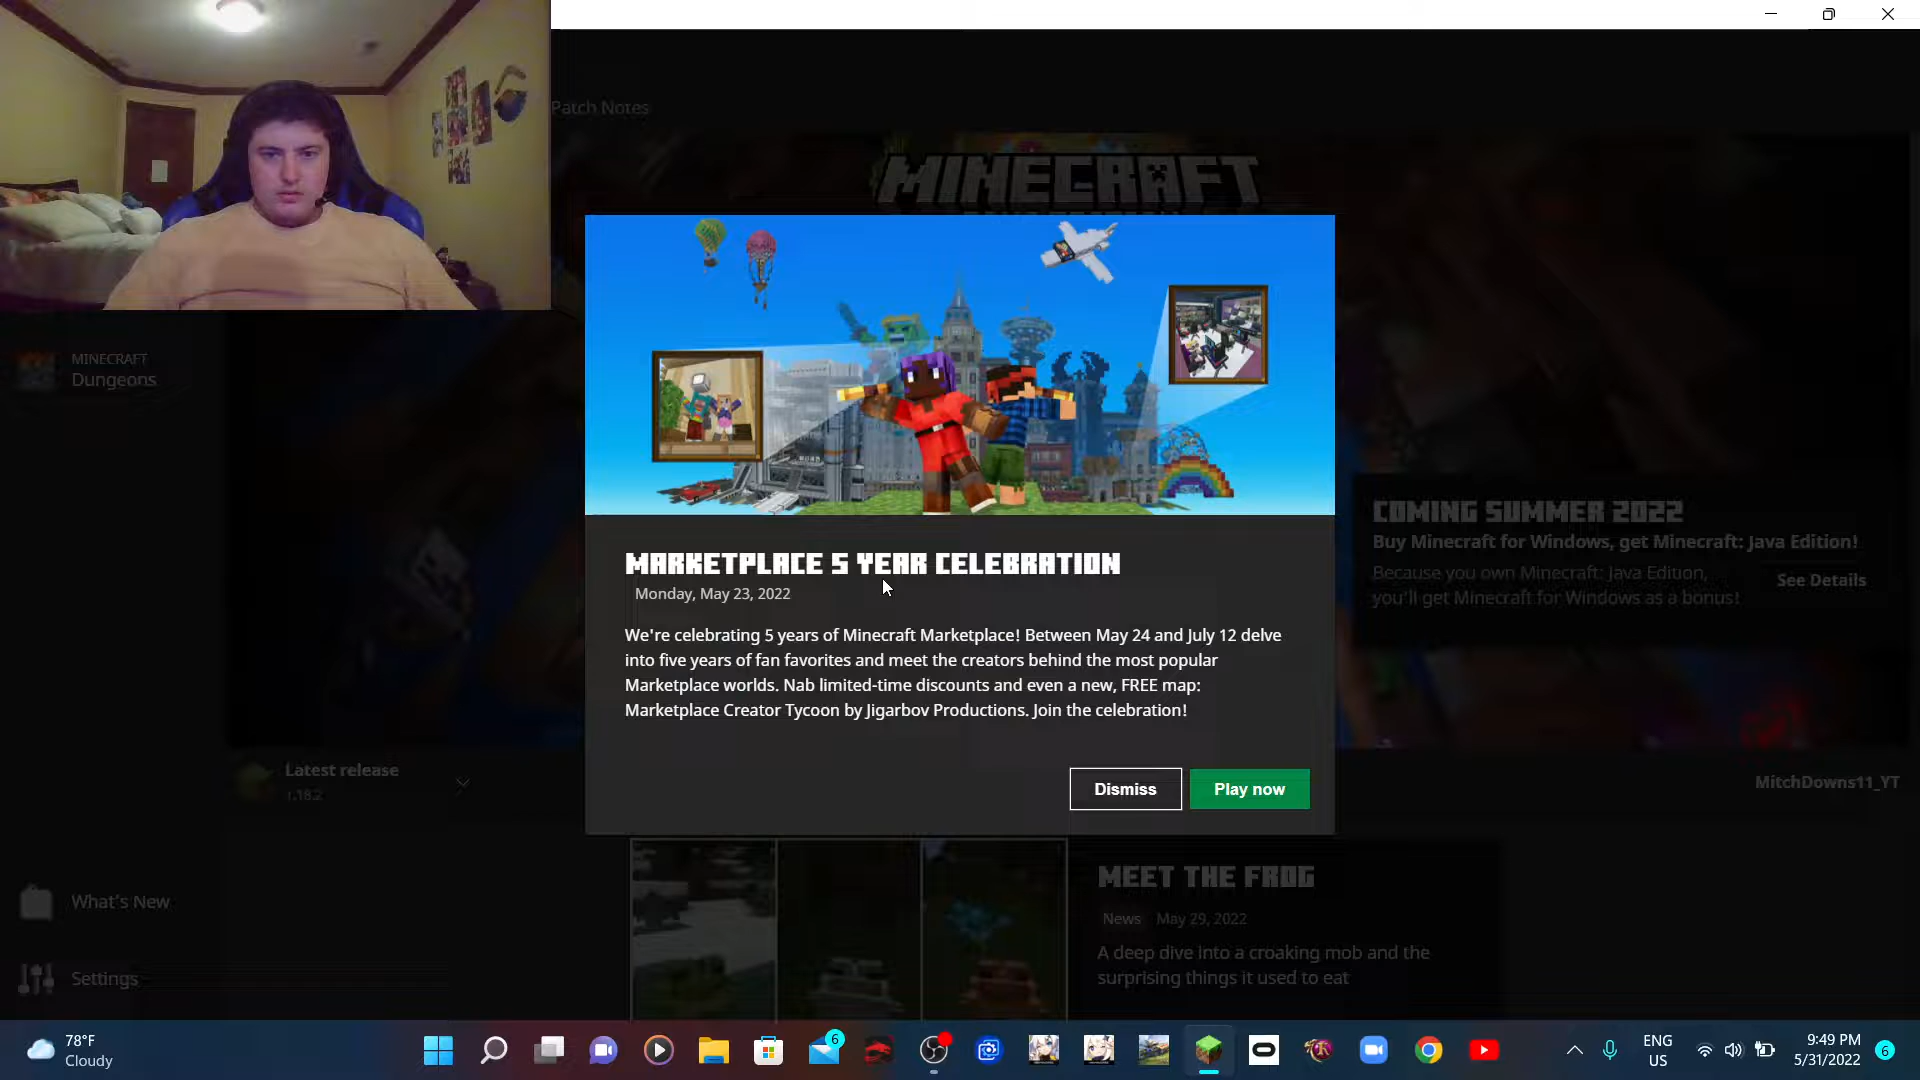 Patch Notes
MINECRAFT
MINECRAFT
Dungeons
MARKETPLACE 5 YEAR CELEBRATION
Monday, May 23, 2022
We're celebrating 5 years of Minecraft Marketplace! Between May 24 and July 12 delve
into five years of fan favorites and meet the creators behind the most popular
Marketplace worlds. Nab limited-time discounts and even a new, FREE map:
Marketplace Creator Tycoon by Jigarbov Productions. Join the celebration!
Dismiss
Play now
COMING SUMMER 2022
Buy Minecraft for Windows, get Minecraft: Java Edition!
Because you own Minecraft: Java Edition,
you'll get Minecraft for Windows as a bonus!
See Details
Latest release
1.18.2
MitchDowns11_YT
What's New
Settings
MEET THE FROG
News May 29, 2022
A deep dive into a croaking mob and the
surprising things it used to eat
78°F
Cloudy
6
ENG
US
9:49 PM
5/31/2022
6